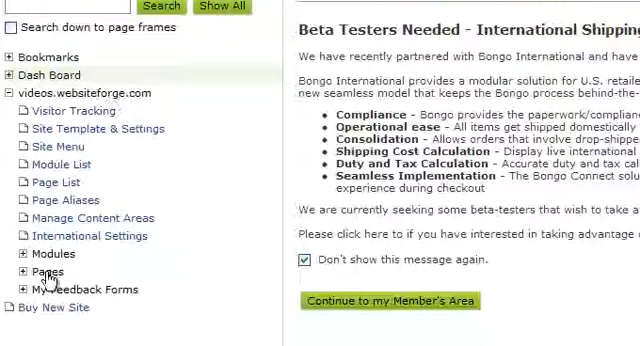 Search
Show All
Search down to page frames
Bookmarks
Dash Board
videos.websiteforge.com
Visitor Tracking
Site Template & Settings
Site Menu
Module List
Page List
Page Aliases
Manage Content Areas
International Settings
Modules
Pages
My Feedback Forms
Buy New Site
Beta Testers Needed - International Shipping
We have recently partnered with Bongo International and have
Bongo International provides a modular solution for U.S. retaile
new seamless model that keeps the Bongo process behind-the-
Compliance - Bongo provides the paperwork/complianc
Operational ease - All items get shipped domestically
Consolidation - Allows orders that involve drop-shippe
Shipping Cost Calculation - Display live international
Duty and Tax Calculation - Accurate duty and tax cal
Seamless Implementation - The Bongo Connect solu
experience during checkout
We are currently seeking some beta-testers that wish to take a
Please click here to if you have interested in taking advantage
Don't show this message again.
Continue to my Member's Area